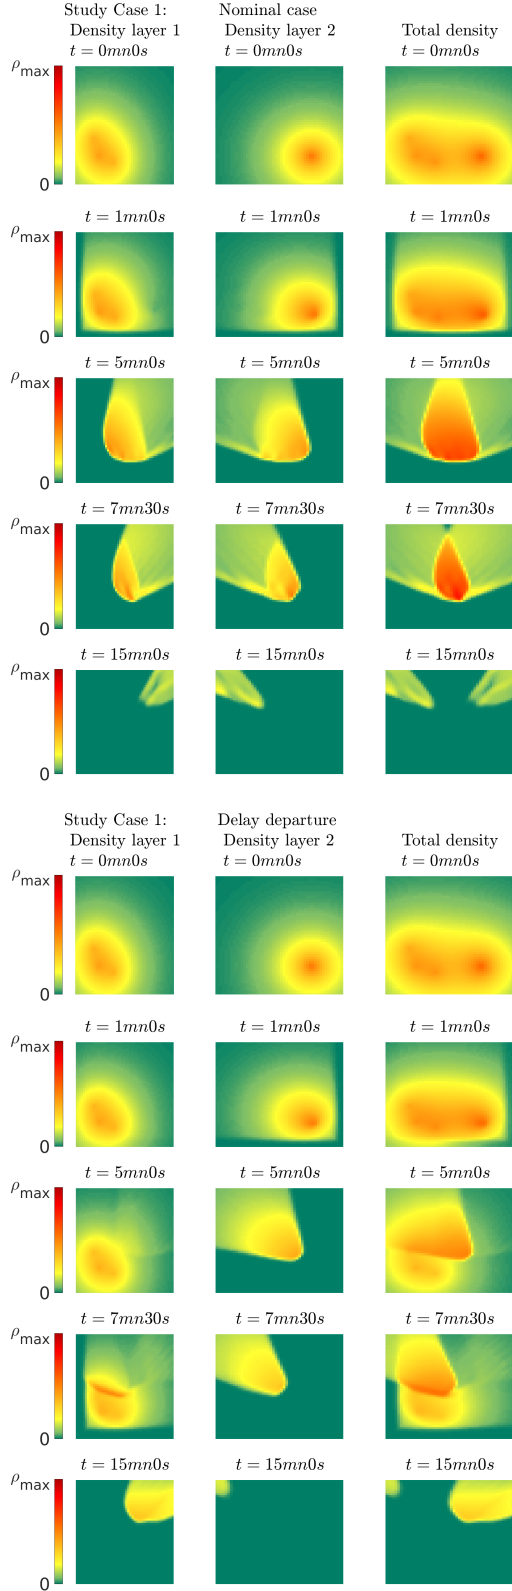 Study Case 1: Nominal case
Density layer 1 Density layer 2 Total density
t = 0mn0s t = 0mn0s t = 0mn0s
ρmax
0
t = 1mn0s t = 1mn0s t = 1mn0s
ρmax
0
t = 5mn0s t = 5mn0s t = 5mn0s
ρmax
0
t = 7mn30s t = 7mn30s t = 7mn30s
ρmax
0
t = 15mn0s t = 15mn0s t = 15mn0s
ρmax
0
Study Case 1: Delay departure
Density layer 1 Density layer 2 Total density
t = 0mn0s t = 0mn0s t = 0mn0s
ρmax
0
t = 1mn0s t = 1mn0s t = 1mn0s
ρmax
0
t = 5mn0s t = 5mn0s t = 5mn0s
ρmax
0
t = 7mn30s t = 7mn30s t = 7mn30s
ρmax
0
t = 15mn0s t = 15mn0s t = 15mn0s
ρmax
0